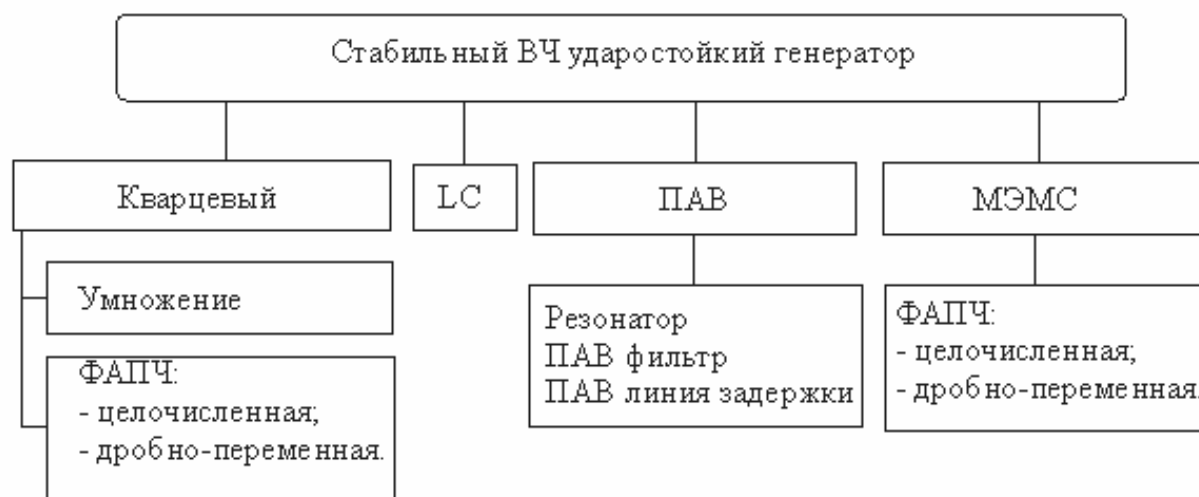 Стабильный ВЧ ударостойкий генератор
Кварцевый
LC
ПАВ
МЭМС
Умножение
ФАПЧ:
- целочисленная;
- дробно-переменная.
Резонатор
ПАВ фильтр
ПАВ линия задержки
ФАПЧ:
- целочисленная;
- дробно-переменная.